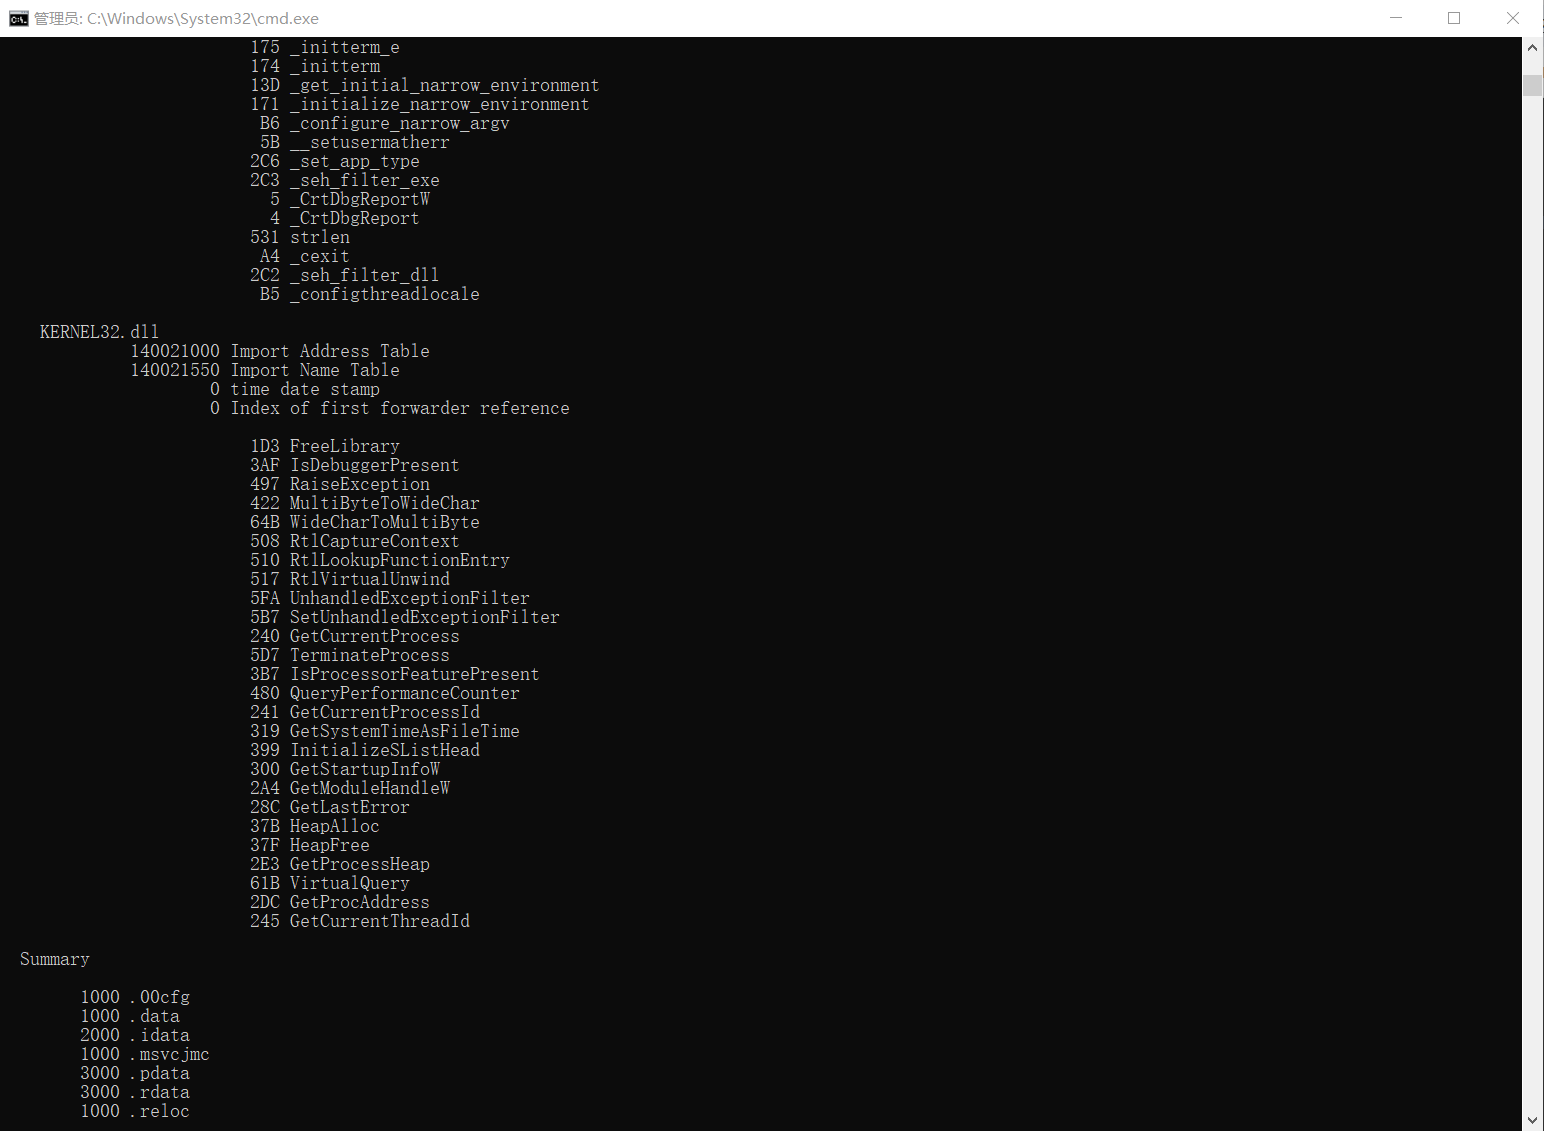 管理员: C:\Windows\System32\cmd.exe
175 _initterm_e
174 _initterm
13D _get_initial_narrow_environment
171 _initialize_narrow_environment
B6 _configure_narrow_argv
5B __setusermatherr
2C6 _set_app_type
2C3 _seh_filter_exe
5 _CrtDbgReportW
4 _CrtDbgReport
531 strlen
A4 _cexit
2C2 _seh_filter_dll
B5 _configthreadlocale
KERNEL32.dll
140021000 Import Address Table
140021550 Import Name Table
0 time date stamp
0 Index of first forwarder reference
1D3 FreeLibrary
3AF IsDebuggerPresent
497 RaiseException
422 MultiByteToWideChar
64B WideCharToMultiByte
508 RtlCaptureContext
510 RtlLookupFunctionEntry
517 RtlVirtualUnwind
5FA UnhandledExceptionFilter
5B7 SetUnhandledExceptionFilter
240 GetCurrentProcess
5D7 TerminateProcess
3B7 IsProcessorFeaturePresent
480 QueryPerformanceCounter
241 GetCurrentProcessId
319 GetSystemTimeAsFileTime
399 InitializeSListHead
300 GetStartupInfoW
2A4 GetModuleHandleW
28C GetLastError
37B HeapAlloc
37F HeapFree
2E3 GetProcessHeap
61B VirtualQuery
2DC GetProcAddress
245 GetCurrentThreadId
Summary
1000 .00cfg
1000 .data
2000 .idata
1000 .msvcjmc
3000 .pdata
3000 .rdata
1000 .reloc